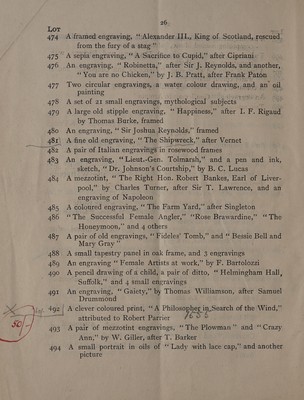 26
LOT
474 A framed engraving, "Alexander III., King of Scotland, rescued
from the fury of a stag"
475 A sepia engraving, "A Sacrifice to Cupid," after Cipriani
476 An engraving, "Robinetta," after Sir J. Reynolds, and another,
"You are no Chicken," by J. B. Pratt, after Frank Paton
477 Two circular engravings, a water colour drawing, and an oil
painting
478 A set of 21 small engravings, mythological subjects
479 A large old stipple engraving, "Happiness," after I. F. Rigaud
by Thomas Burke, framed
480 An engraving, "Sir Joshua Reynolds," framed
481 A fine old engraving, "The Shipwreck," after Vernet
482 A pair of Italian engravings in rosewood frames
483 An engraving, "Lieut.-Gen. Tolmarsh," and a pen and ink,
sketch, "Dr. Johnson's Courtship," by B. C. Lucas
484 A mezzotint, "The Right Hon. Robert Bankes, Earl of Liver-
pool," by Charles Turner, after Sir T. Lawrence, and an
engraving of Napoleon
485 A coloured engraving, "The Farm Yard," after Singleton
486 "The Successful Female Angler," "Rose Brawardine," "The
Honeymoon," and 4 others
487 A pair of old engravings, "Fideles' Tomb," and "Bessie Bell and
Mary Gray"
488 A small tapestry panel in oak frame, and 3 engravings
489 An engraving "Female Artists at work," by F. Bartolozzi
490 A pencil drawing of a child, a pair of ditto, "Helmingham Hall,
Suffolk," and 4 small engravings
491 An engraving, "Gaiety," by Thomas Williamson, after Samuel
Drummond
492 A clever coloured print, "A Philosopher in Search of the Wind,"
attributed to Robert Parrier
50-
493 A pair of mezzotint engravings, "The Plowman" and "Crazy
Ann," by W. Giller, after T. Barker
494 A small portrait in oils of "Lady with lace cap," and another
picture